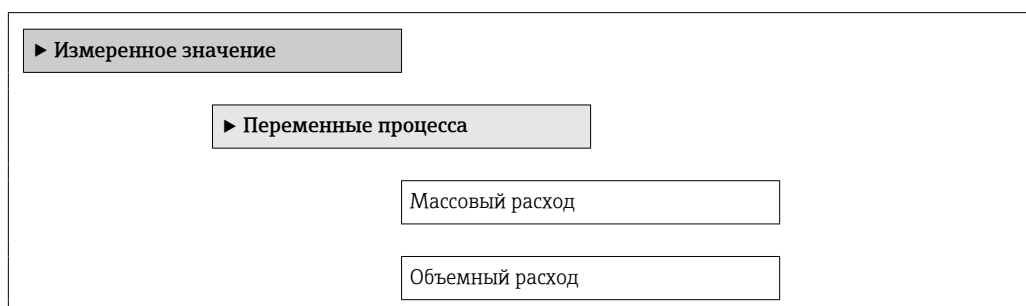 ▶ Измеренное значение
▶ Переменные процесса
Массовый расход
Объемный расход